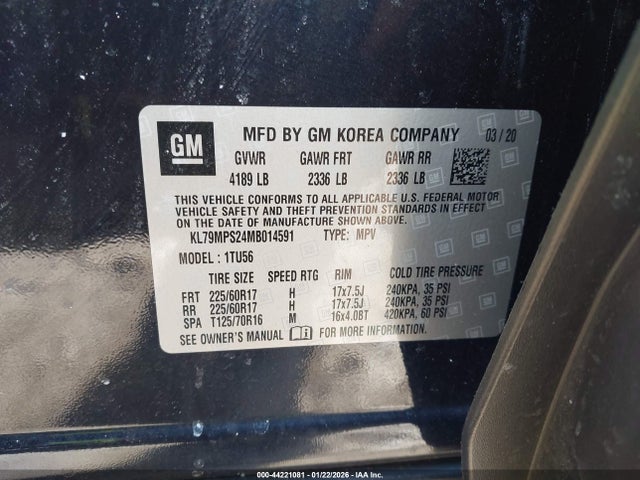 GM MFD BY GM KOREA COMPANY 03/20
GVWR GAWR FRT GAWR RR
4189 LB 2336 LB 2336 LB
THIS VEHICLE CONFORMS TO ALL APPLICABLE U.S. FEDERAL MOTOR
VEHICLE SAFETY AND THEFT PREVENTION STANDARDS IN EFFECT ON
THE DATE OF MANUFACTURE SHOWN ABOVE.
KL79MPS24MB014591 TYPE: MPV
MODEL: 1TU56
TIRE SIZE SPEED RTG RIM COLD TIRE PRESSURE
FRT 225/60R17 H 17x7.5J 240KPA, 35 PSI
RR 225/60R17 H 17x7.5J 240KPA, 35 PSI
SPA T125/70R16 M 16x4.0BT 420KPA, 60 PSI
SEE OWNER'S MANUAL FOR MORE INFORMATION.
000-44221081 - 01/22/2026 - IAA Inc.